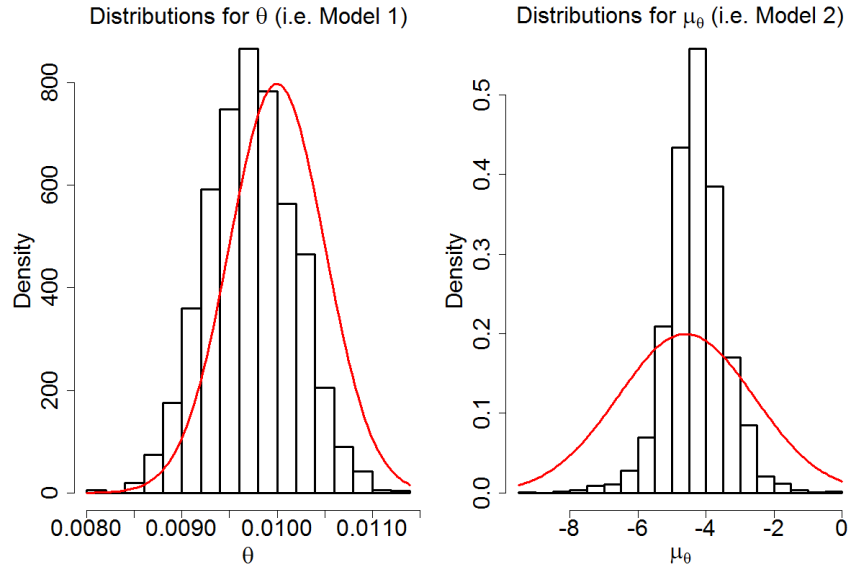 Distributions for θ (i.e. Model 1)
Density
0 200 400 600 800
0.0080 0.0090 0.0100 0.0110
θ
Distributions for μθ (i.e. Model 2)
Density
0.0 0.1 0.2 0.3 0.4 0.5
-8 -6 -4 -2 0
μθ